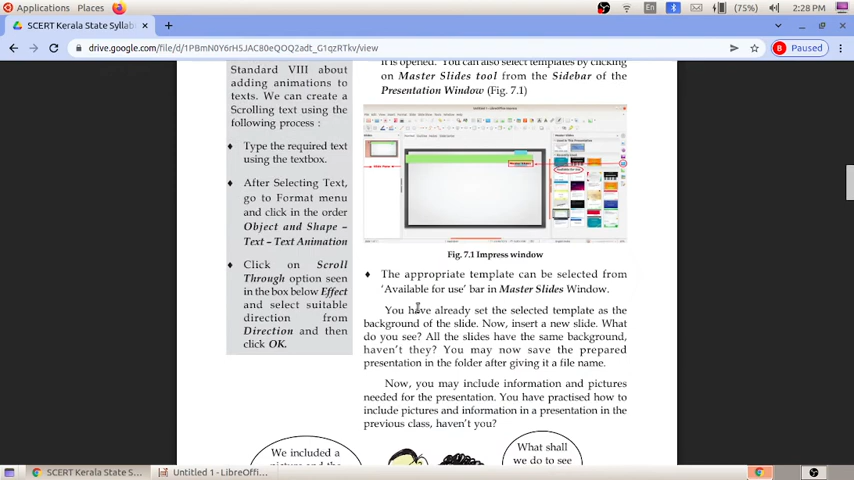 Applications
Places
En
(75%)
2:28 PM
SCERT Kerala State Syllab
drive.google.com/file/d/1PBmN0Y6rH5JAC80eQOQ2adt_G1qzRTkv/view
B Paused
Standard VIII about
adding animations to
texts. We can create a
Scrolling text using the
following process :
♦ Type the required text
using the textbox.
♦ After Selecting Text,
go to Format menu
and click in the order
Object and Shape –
Text – Text Animation
♦ Click on Scroll
Through option seen
in the box below Effect
and select suitable
direction from
Direction and then
click OK.
it is opened. You can also select templates by clicking
on Master Slides tool from the Sidebar of the
Presentation Window (Fig. 7.1)
Fig. 7.1 Impress window
♦ The appropriate template can be selected from
‘Available for use’ bar in Master Slides Window.
You have already set the selected template as the
background of the slide. Now, insert a new slide. What
do you see? All the slides have the same background,
haven’t they? You may now save the prepared
presentation in the folder after giving it a file name.
Now, you may include information and pictures
needed for the presentation. You have practised how to
include pictures and information in a presentation in the
previous class, haven’t you?
We included a
What shall
we do to see
SCERT Kerala State S...
Untitled 1 - LibreOffi...